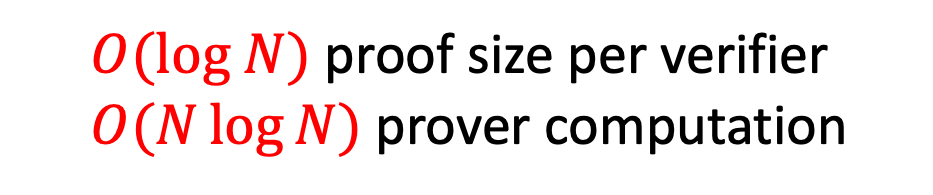 O(log N) proof size per verifier
O(N log N) prover computation